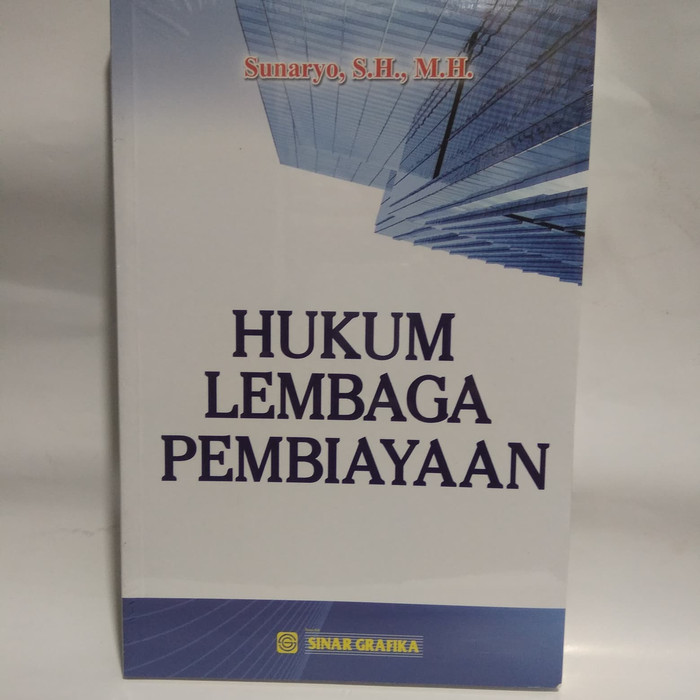 Sunaryo, S.H., M.H.
HUKUM
LEMBAGA
PEMBIAYAAN
SINAR GRAFIKA